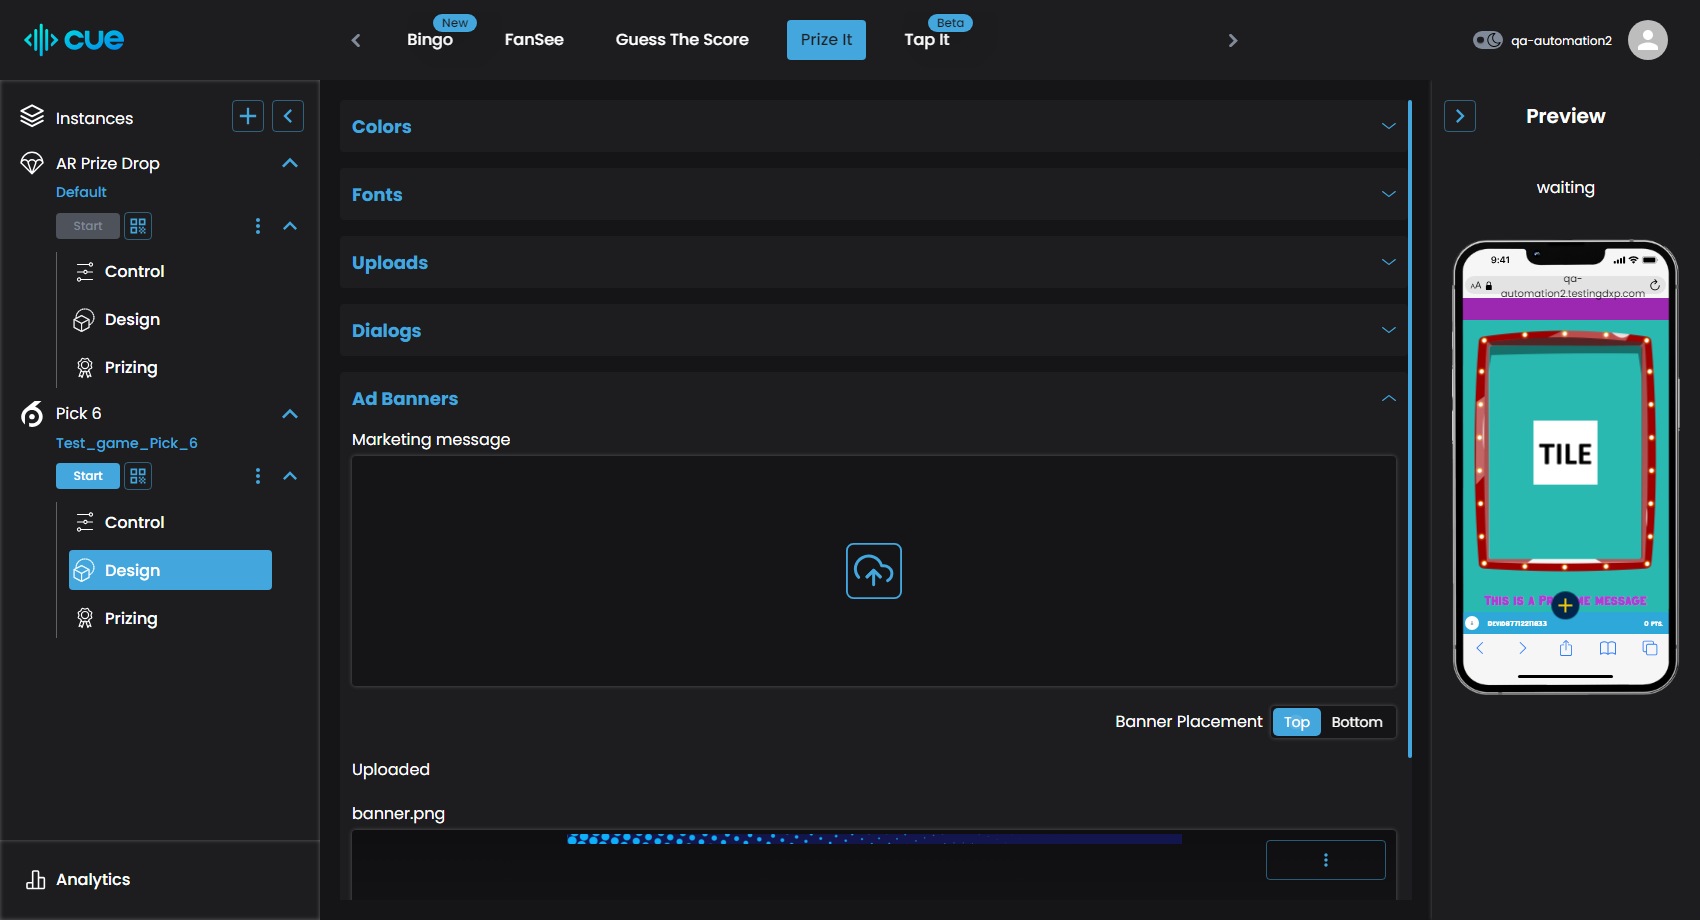 cue
Bingo
New
FanSee
Guess The Score
Prize It
Tap It
Beta
qa-automation2
Instances
AR Prize Drop
Default
Start
Control
Design
Prizing
Pick 6
Test_game_Pick_6
Start
Control
Design
Prizing
Analytics
Colors
Fonts
Uploads
Dialogs
Ad Banners
Marketing message
Banner Placement
Top
Bottom
Uploaded
banner.png
Preview
waiting
9:41
AA
qa-
automation2.testingdxp.com
TILE
THIS IS A
MESSAGE
0 PTS.